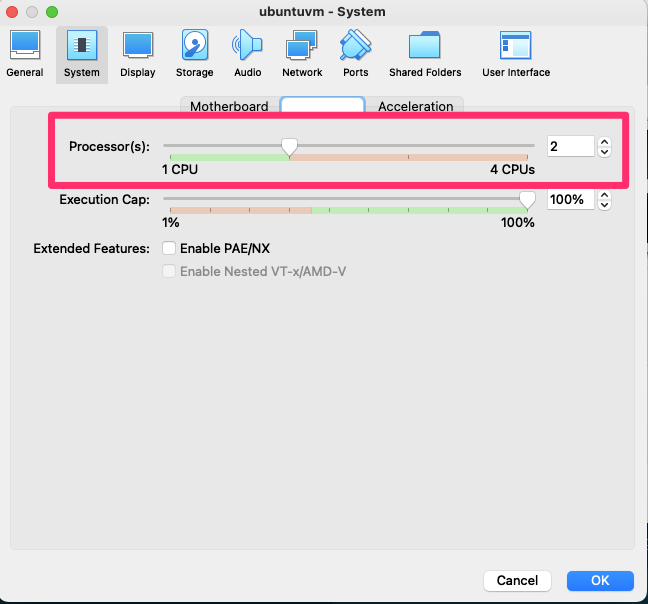 ubuntuvm - System
General System Display Storage Audio Network Ports Shared Folders User Interface
Motherboard Acceleration
Processor(s): 2
1 CPU 4 CPUs
Execution Cap: 100%
1% 100%
Extended Features: Enable PAE/NX
Enable Nested VT-x/AMD-V
Cancel OK